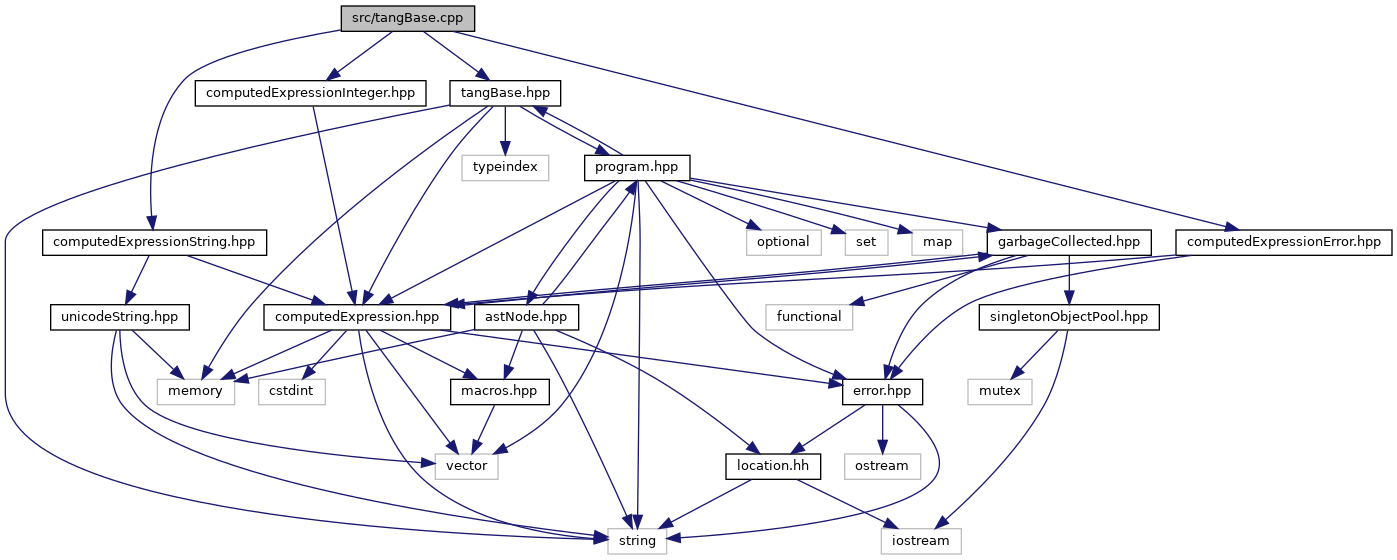 src/tangBase.cpp
computedExpressionInteger.hpp
tangBase.hpp
typeindex
program.hpp
computedExpressionString.hpp
optional
set
map
garbageCollected.hpp
computedExpressionError.hpp
unicodeString.hpp
computedExpression.hpp
astNode.hpp
functional
singletonObjectPool.hpp
memory
cstdint
macros.hpp
error.hpp
mutex
vector
location.hh
ostream
string
iostream